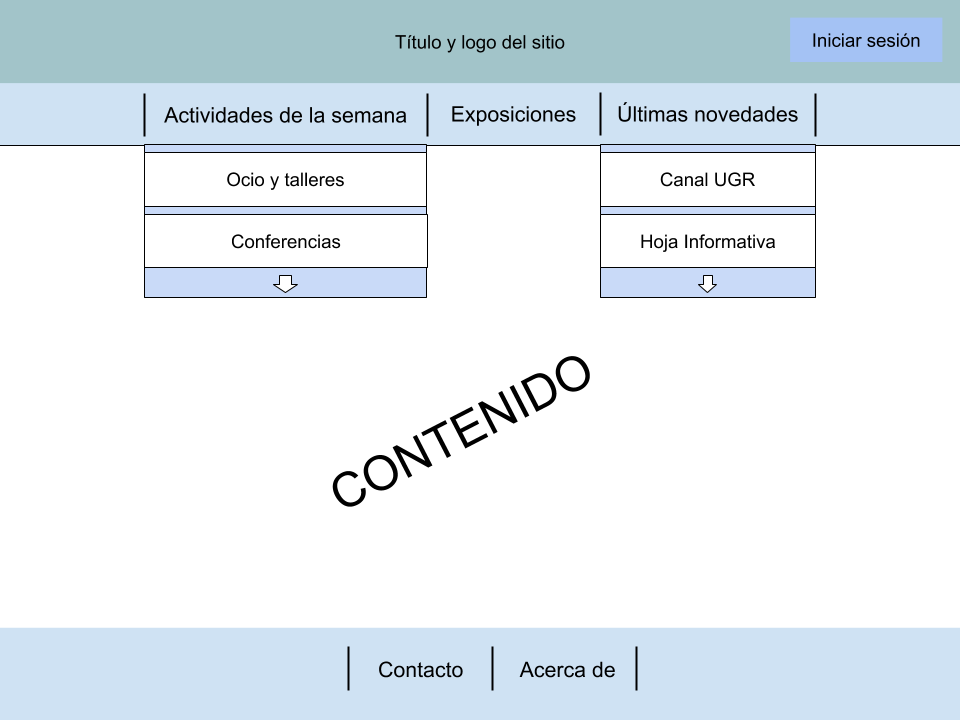 Título y logo del sitio
Iniciar sesión
Actividades de la semana
Exposiciones
Últimas novedades
Ocio y talleres
Canal UGR
Conferencias
Hoja Informativa
CONTENIDO
Contacto
Acerca de